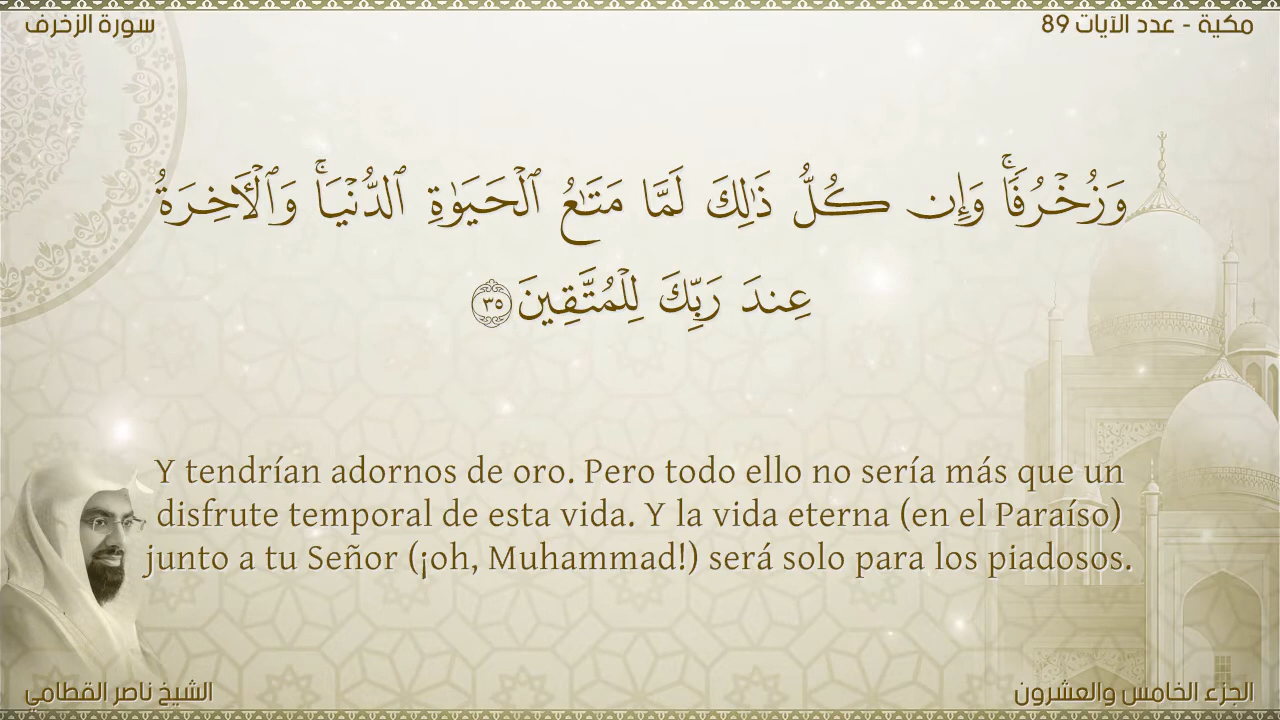 سورة الزخرف
مكية - عدد الآيات 89
وَزُخْرُفًاۚ وَإِن كُلُّ ذَٰلِكَ لَمَّا مَتَٰعُ ٱلْحَيَوٰةِ ٱلدُّنْيَاۚ وَٱلْءَاخِرَةُ
عِندَ رَبِّكَ لِلْمُتَّقِينَ ٣٥
Y tendrían adornos de oro. Pero todo ello no sería más que un
disfrute temporal de esta vida. Y la vida eterna (en el Paraíso)
junto a tu Señor (¡oh, Muhammad!) será solo para los piadosos.
الشيخ ناصر القطامي
الجزء الخامس والعشرون